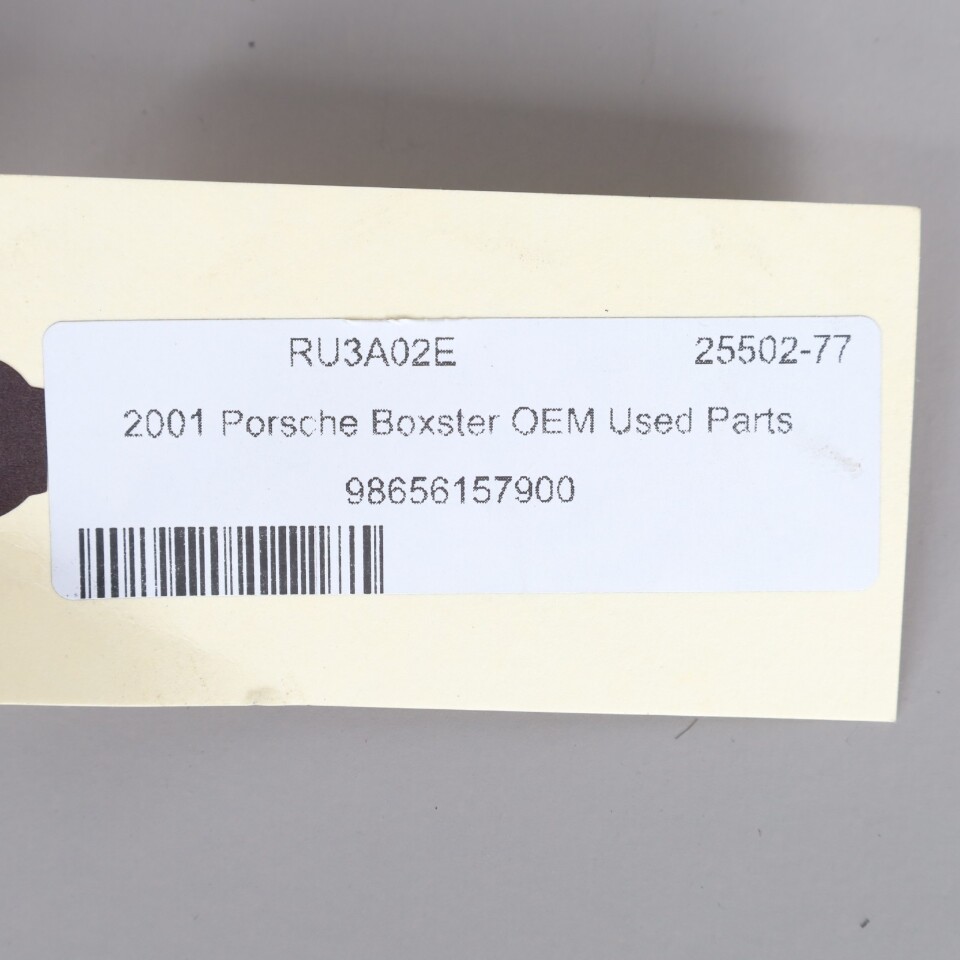 RU3A02E 25502-77
2001 Porsche Boxster OEM Used Parts
98656157900